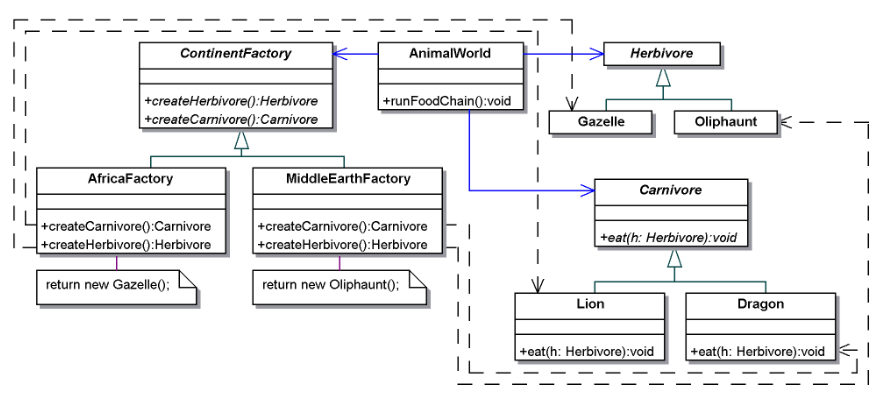 ContinentFactory
+createHerbivore():Herbivore
+createCarnivore():Carnivore
AnimalWorld
+runFoodChain():void
Herbivore
Gazelle
Oliphaunt
AfricaFactory
+createCarnivore():Carnivore
+createHerbivore():Herbivore
MiddleEarthFactory
+createCarnivore():Carnivore
+createHerbivore():Herbivore
Carnivore
+eat(h: Herbivore):void
return new Gazelle();
return new Oliphaunt();
Lion
+eat(h: Herbivore):void
Dragon
+eat(h: Herbivore):void